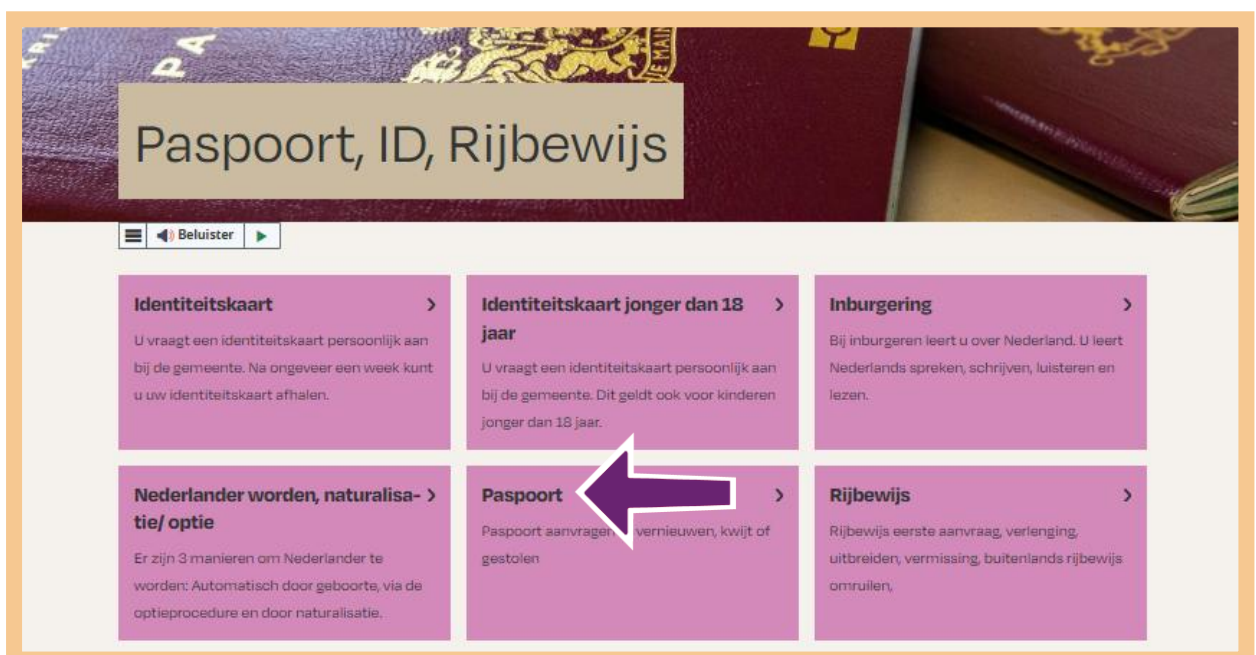 PA
JE MAIN
Paspoort, ID, Rijbewijs
Beluister
Identiteitskaart
U vraagt een identiteitskaart persoonlijk aan
bij de gemeente. Na ongeveer een week kunt
u uw identiteitskaart afhalen.
Identiteitskaart jonger dan 18
jaar
U vraagt een identiteitskaart persoonlijk aan
bij de gemeente. Dit geldt ook voor kinderen
jonger dan 18 jaar.
Inburgering
Bij inburgeren leert u over Nederland. U leert
Nederlands spreken, schrijven, luisteren en
lezen.
Nederlander worden, naturalisa-
tie/ optie
Er zijn 3 manieren om Nederlander te
worden: Automatisch door geboorte, via de
optieprocedure en door naturalisatie.
Paspoort
Paspoort aanvragen vernieuwen, kwijt of
gestolen
Rijbewijs
Rijbewijs eerste aanvraag, verlenging,
uitbreiden, vermissing, buitenlands rijbewijs
omruilen,